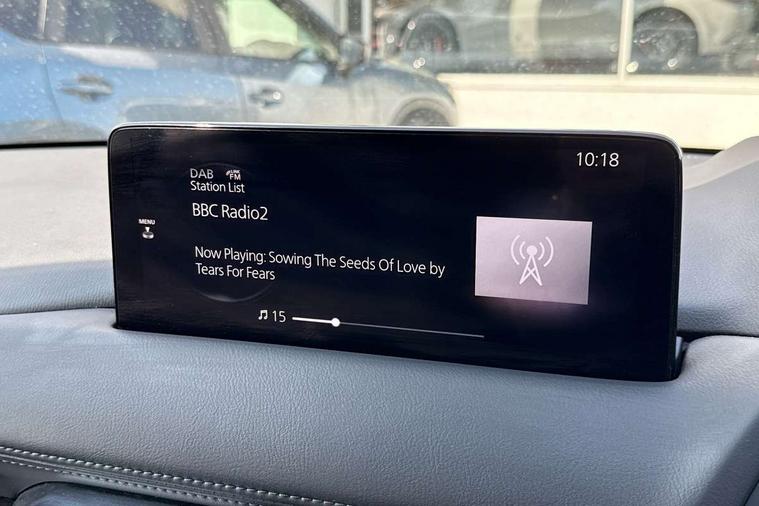 10:18
DAB LINK FM
Station List
BBC Radio2
MENU
Now Playing: Sowing The Seeds Of Love by
Tears For Fears
15